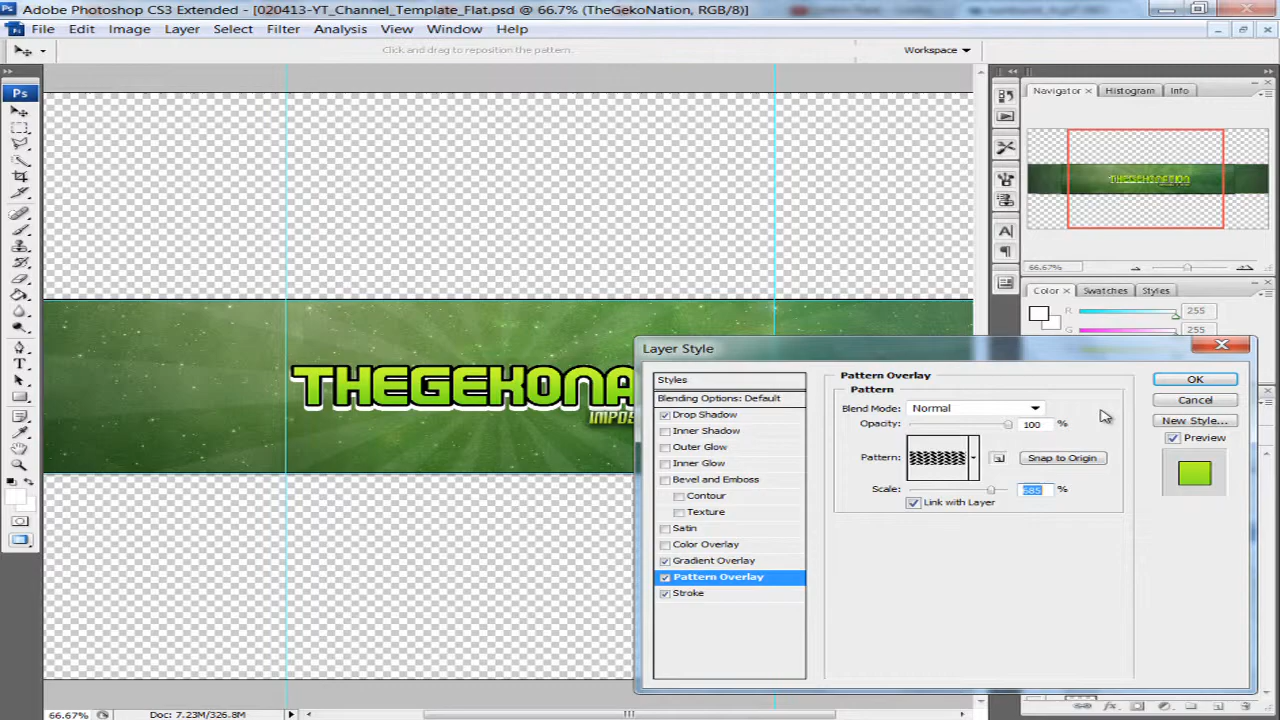 Adobe Photoshop CS3 Extended - [020413-YT_Channel_Template_Flat.psd @ 66.7% (TheGekoNation, RGB/8)]
Ps File Edit Image Layer Select Filter Analysis View Window Help
Click and drag to reposition the pattern. Workspace
Ps
Navigator × Histogram Info
66.67%
Color × Swatches Styles
R 255
G 255
THEGEKONA
IMPOS
Layer Style
Styles
Blending Options: Default
Drop Shadow
Inner Shadow
Outer Glow
Inner Glow
Bevel and Emboss
Contour
Texture
Satin
Color Overlay
Gradient Overlay
Pattern Overlay
Stroke
Pattern Overlay
Pattern
Blend Mode: Normal
Opacity: 100 %
Pattern: Snap to Origin
Scale: 685 %
Link with Layer
OK
Cancel
New Style...
Preview
66.67% Doc: 7.23M/326.8M